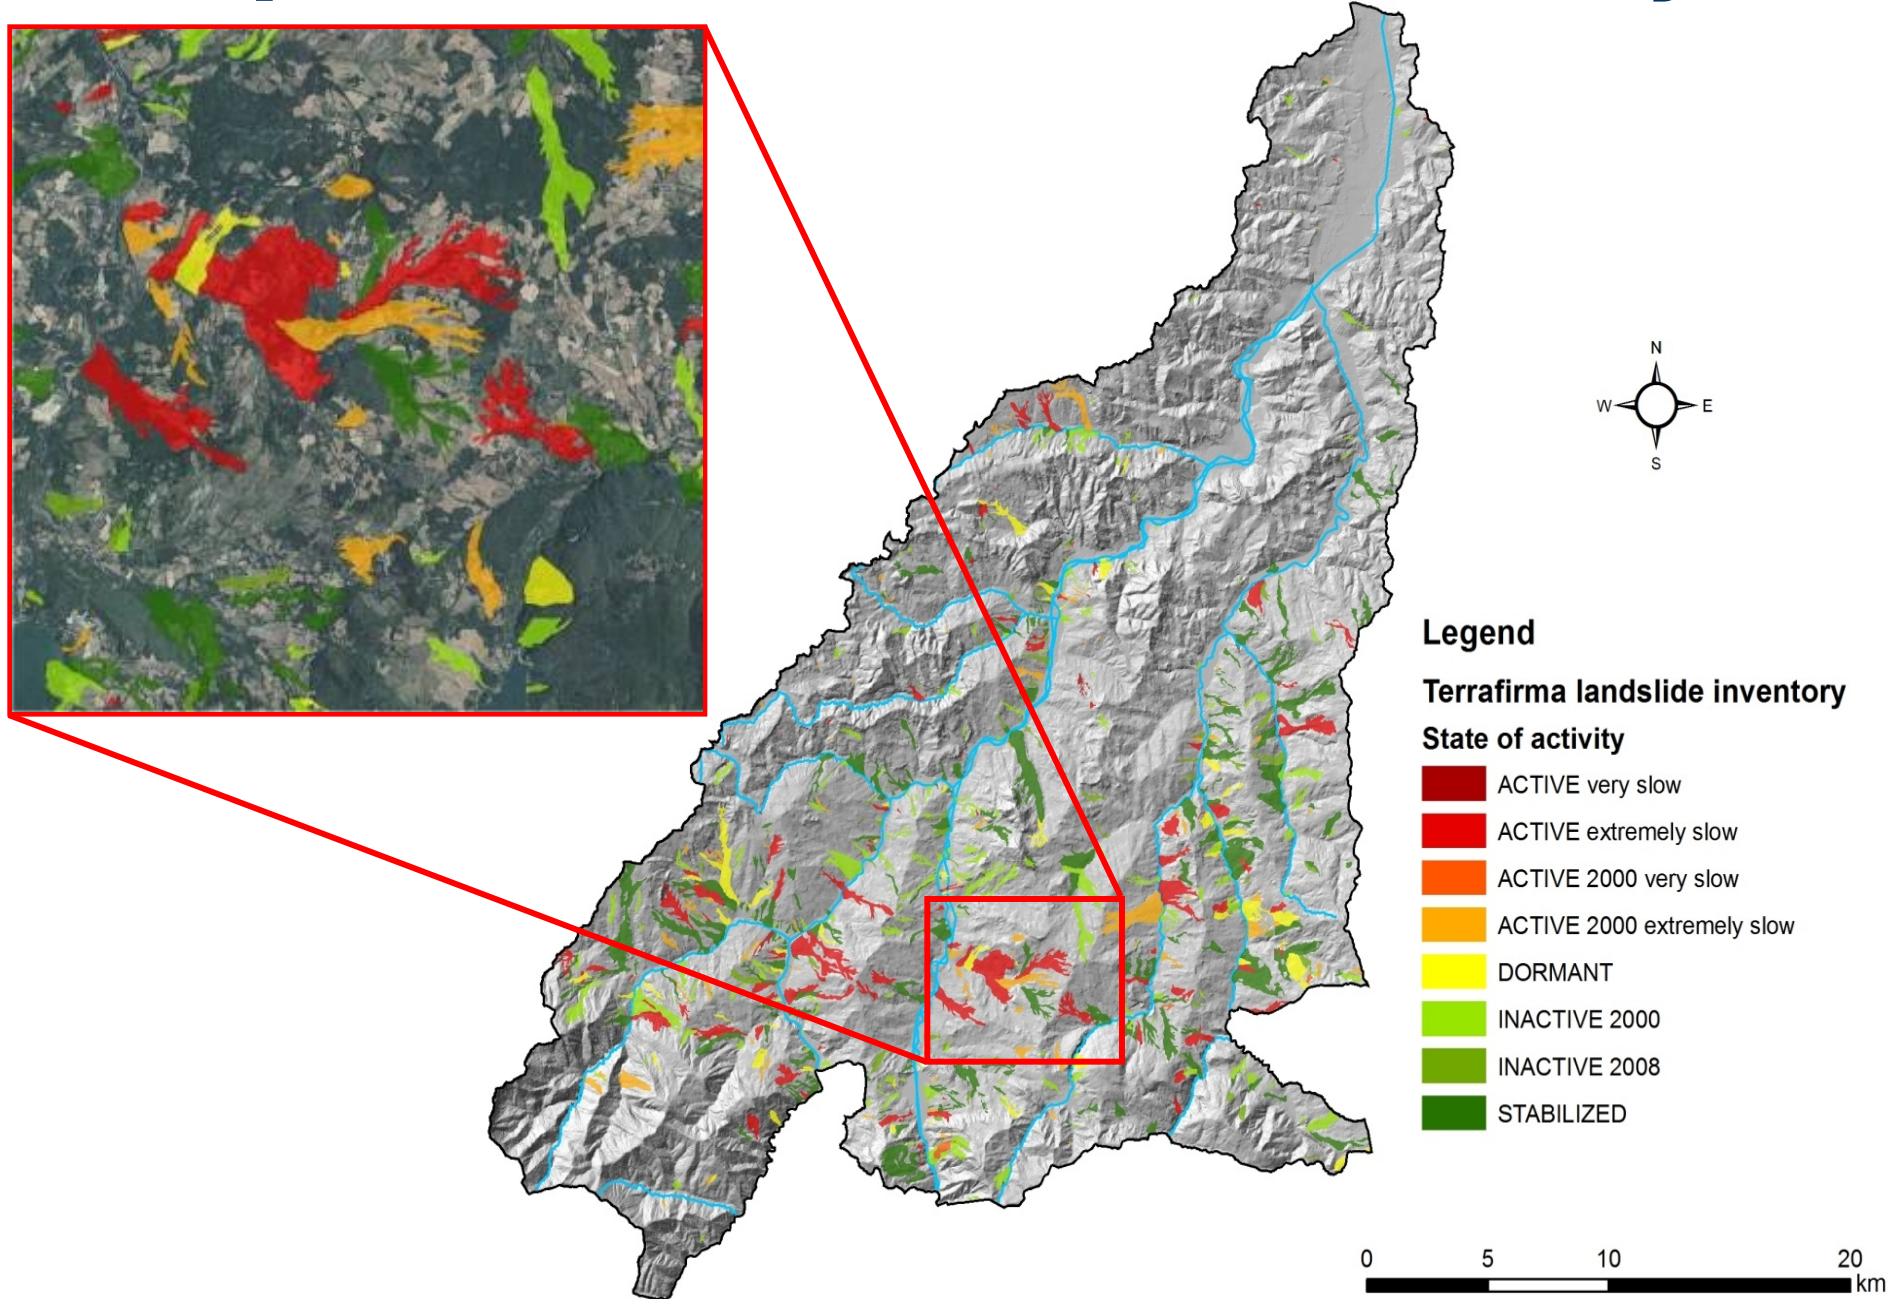 N
W E
S
Legend
Terrafirma landslide inventory
State of activity
ACTIVE very slow
ACTIVE extremely slow
ACTIVE 2000 very slow
ACTIVE 2000 extremely slow
DORMANT
INACTIVE 2000
INACTIVE 2008
STABILIZED
0 5 10 20
km